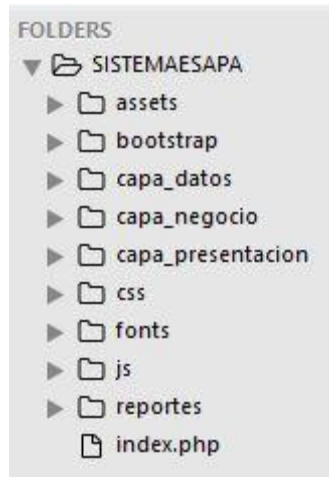 FOLDERS
SISTEMAESAPA
assets
bootstrap
capa_datos
capa_negocio
capa_presentacion
css
fonts
js
reportes
index.php